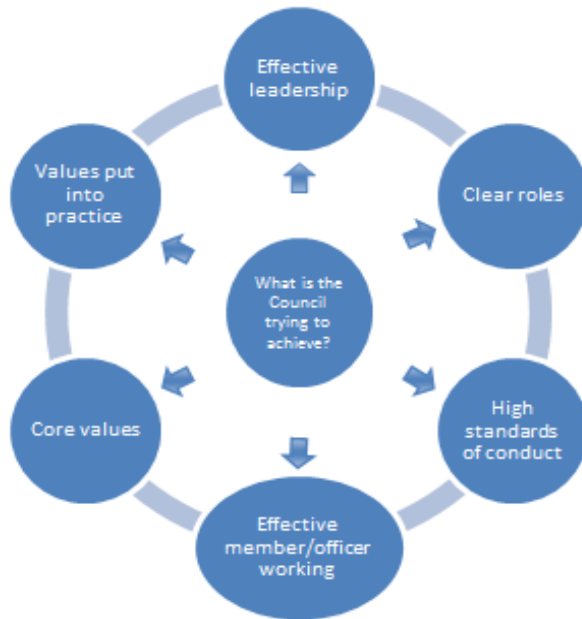 Effective
leadership
Clear roles
High
standards
of conduct
Effective
member/officer
working
Core values
Values put
into
practice
What is the
Council
trying to
achieve?